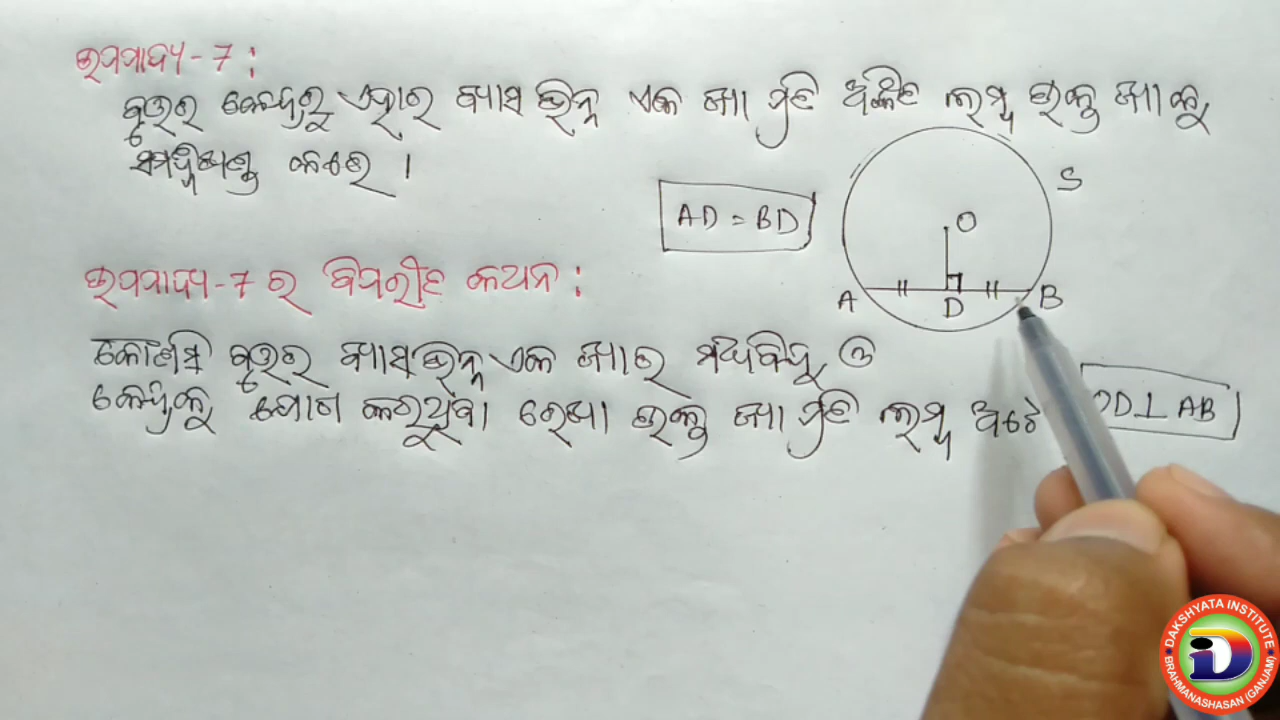 ଉପପାଦ୍ୟ - 7 :
ବୃତ୍ତର କେନ୍ଦ୍ରରୁ ଏହାର ବ୍ୟାସ ଭିନ୍ନ ଏକ ଜ୍ୟା ପ୍ରତି ଅଙ୍କିତ ଲମ୍ବ ଉକ୍ତ ଜ୍ୟା କୁ
ସମଦ୍ବିଖଣ୍ଡ କରେ ।
S
AD = BD
O
ଉପପାଦ୍ୟ - 7 ର ବିପରୀତ କଥନ :
A
D
B
କୌଣସି ବୃତ୍ତର ବ୍ୟାସ ଭିନ୍ନ ଏକ ଜ୍ୟାର ମଧ୍ୟବିନ୍ଦୁ ଓ
କେନ୍ଦ୍ରକୁ ଯୋଗ କରୁଥିବା ରେଖା ଉକ୍ତ ଜ୍ୟା ପ୍ରତି ଲମ୍ବ ଅଟେ
OD ⊥ AB
DAKSHYATA INSTITUTE
BRAHMANASHASAN (GANJAM)